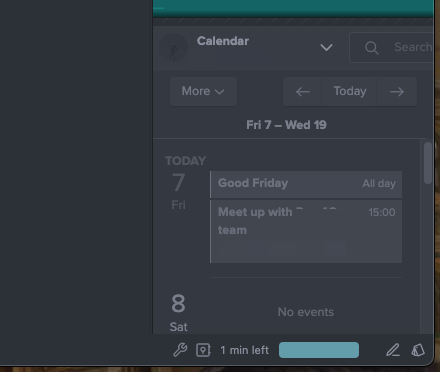 Calendar
Search
More
Today
Fri 7 – Wed 19
TODAY
7
Fri
Good Friday
All day
Meet up with
15:00
team
8
Sat
No events
1 min left